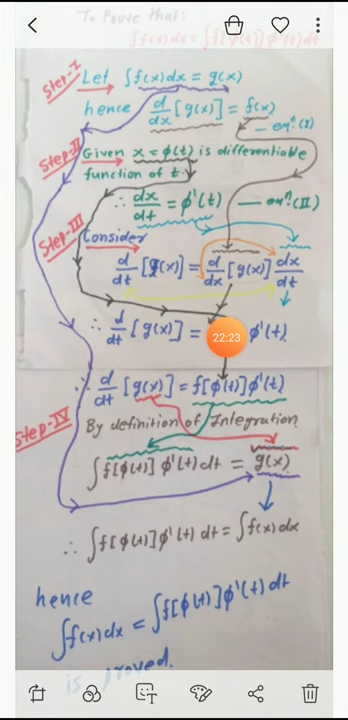 To Prove that:
∫f(x)dx = ∫f[φ(t)] φ'(t)dt
Step-I
Let ∫f(x)dx = g(x)
hence d/dx [g(x)] = f(x)
— eqⁿ.(I)
Step-II
Given x = φ(t) is differentiable
function of t.
∴ dx/dt = φ'(t) — eqⁿ.(II)
Step-III
Consider
d/dt [g(x)] = d/dx [g(x)] dx/dt
∴ d/dt [g(x)] = φ'(t)
22:23
∴ d/dt [g(x)] = f[φ(t)] φ'(t)
Step-IV
By definition of Integration
∫f[φ(t)] φ'(t) dt = g(x)
∴ ∫f[φ(t)] φ'(t) dt = ∫f(x) dx
hence
∫f(x) dx = ∫f[φ(t)] φ'(t) dt
is proved.